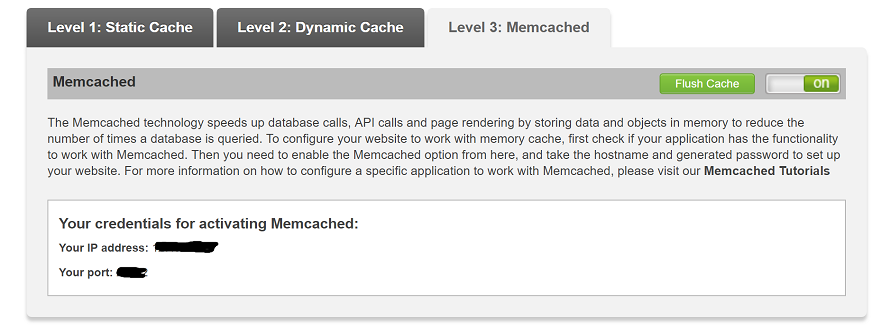 Level 1: Static Cache Level 2: Dynamic Cache Level 3: Memcached
Memcached Flush Cache on
The Memcached technology speeds up database calls, API calls and page rendering by storing data and objects in memory to reduce the
number of times a database is queried. To configure your website to work with memory cache, first check if your application has the functionality
to work with Memcached. Then you need to enable the Memcached option from here, and take the hostname and generated password to set up
your website. For more information on how to configure a specific application to work with Memcached, please visit our Memcached Tutorials
Your credentials for activating Memcached:
Your IP address:
Your port: